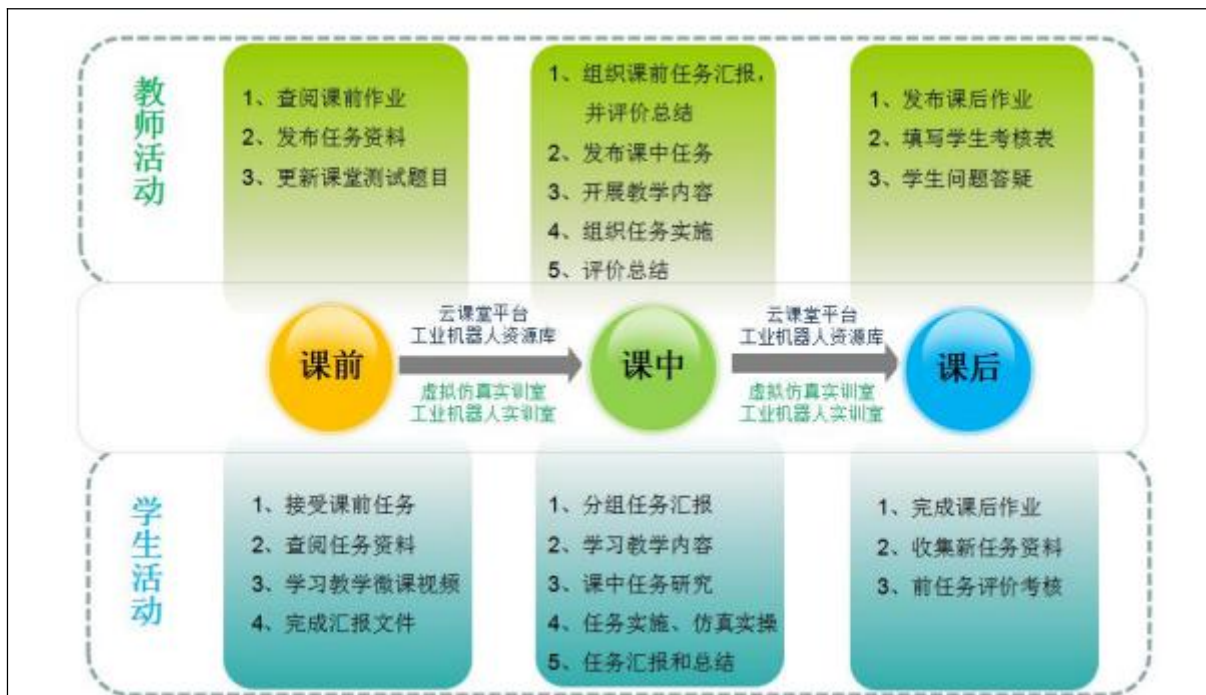 教师活动
1、查阅课前作业
2、发布任务资料
3、更新课堂测试题目
1、组织课前任务汇报，
并评价总结
2、发布课中任务
3、开展教学内容
4、组织任务实施
5、评价总结
1、发布课后作业
2、填写学生考核表
3、学生问题答疑
课前
云课堂平台
工业机器人资源库
虚拟仿真实训室
工业机器人实训室
课中
云课堂平台
工业机器人资源库
虚拟仿真实训室
工业机器人实训室
课后
学生活动
1、接受课前任务
2、查阅任务资料
3、学习教学微课视频
4、完成汇报文件
1、分组任务汇报
2、学习教学内容
3、课中任务研究
4、任务实施、仿真实操
5、任务汇报和总结
1、完成课后作业
2、收集新任务资料
3、前任务评价考核